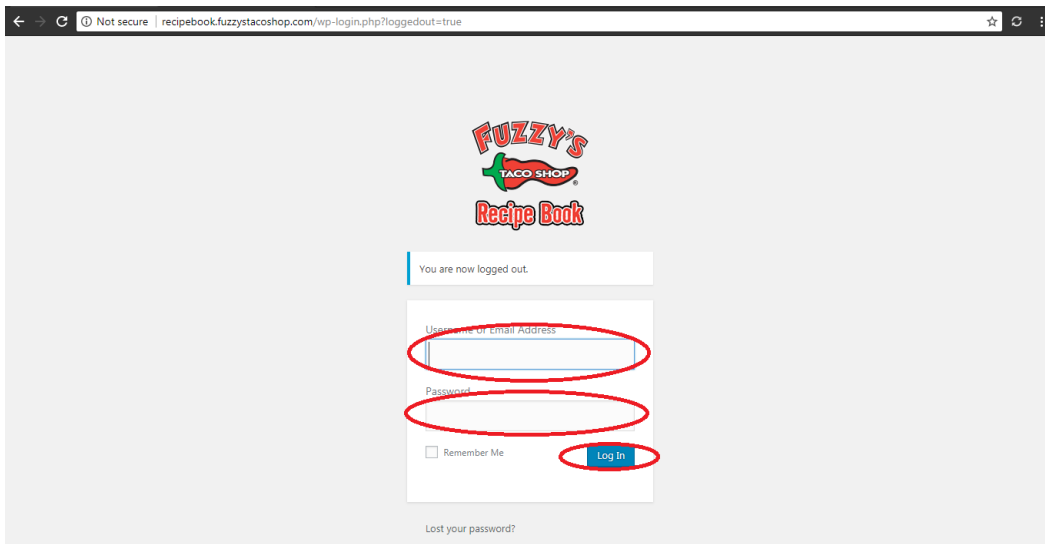 Not secure | recipebook.fuzzystacoshop.com/wp-login.php?loggedout=true
FUZZY'S
TACO SHOP®
Recipe Book
You are now logged out.
Username or Email Address
Password
Remember Me
Log In
Lost your password?